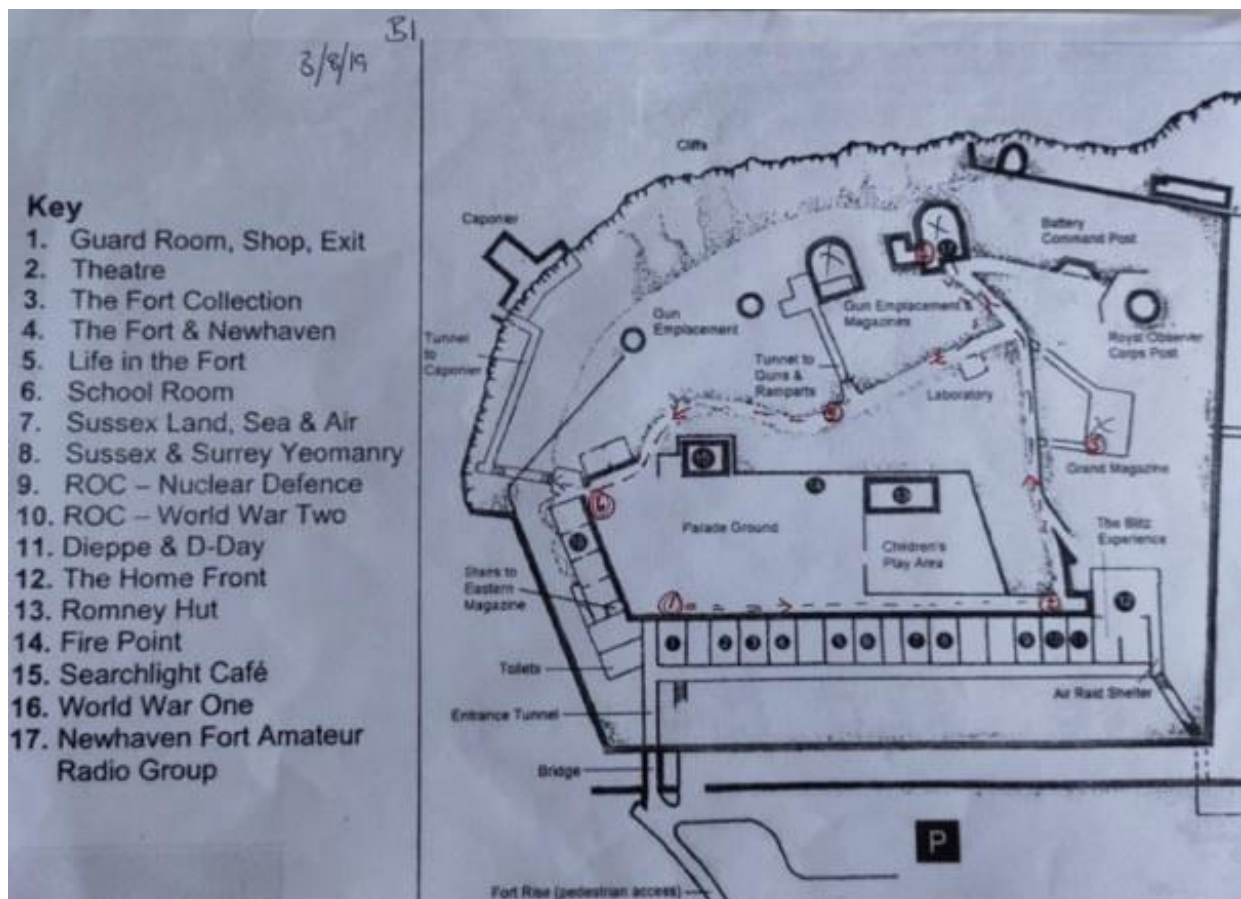 B1
3/8/19
Key
1. Guard Room, Shop, Exit
2. Theatre
3. The Fort Collection
4. The Fort & Newhaven
5. Life in the Fort
6. School Room
7. Sussex Land, Sea & Air
8. Sussex & Surrey Yeomanry
9. ROC – Nuclear Defence
10. ROC – World War Two
11. Dieppe & D-Day
12. The Home Front
13. Romney Hut
14. Fire Point
15. Searchlight Café
16. World War One
17. Newhaven Fort Amateur
Radio Group
Cliffs
Caponier
Battery
Command Post
Gun
Emplacement
Gun Emplacements
Magazines
Tunnel
to
Caponier
Royal Observer
Corps Post
Tunnel to
Guns &
Ramparts
Laboratory
Grand Magazine
Parade Ground
The Blitz
Experience
Children's
Play Area
Stairs to
Eastern
Magazine
Toilets
Air Raid Shelter
Entrance Tunnel
Bridge
P
Fort Rise (pedestrian access)